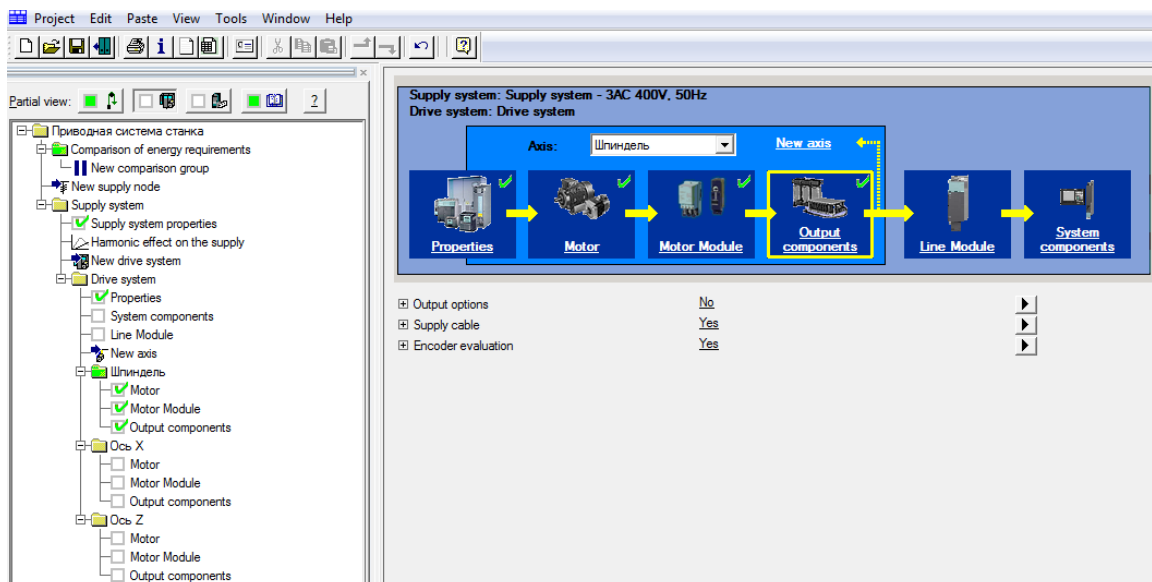 Project Edit Paste View Tools Window Help
Partial view:
?
Приводная система станка
Comparison of energy requirements
New comparison group
New supply node
Supply system
Supply system properties
Harmonic effect on the supply
New drive system
Drive system
Properties
System components
Line Module
New axis
Шпиндель
Motor
Motor Module
Output components
Ось X
Motor
Motor Module
Output components
Ось Z
Motor
Motor Module
Output components
Supply system: Supply system - 3AC 400V, 50Hz
Drive system: Drive system
Axis: Шпиндель New axis
Properties
Motor
Motor Module
Output components
Line Module
System components
Output options No
Supply cable Yes
Encoder evaluation Yes